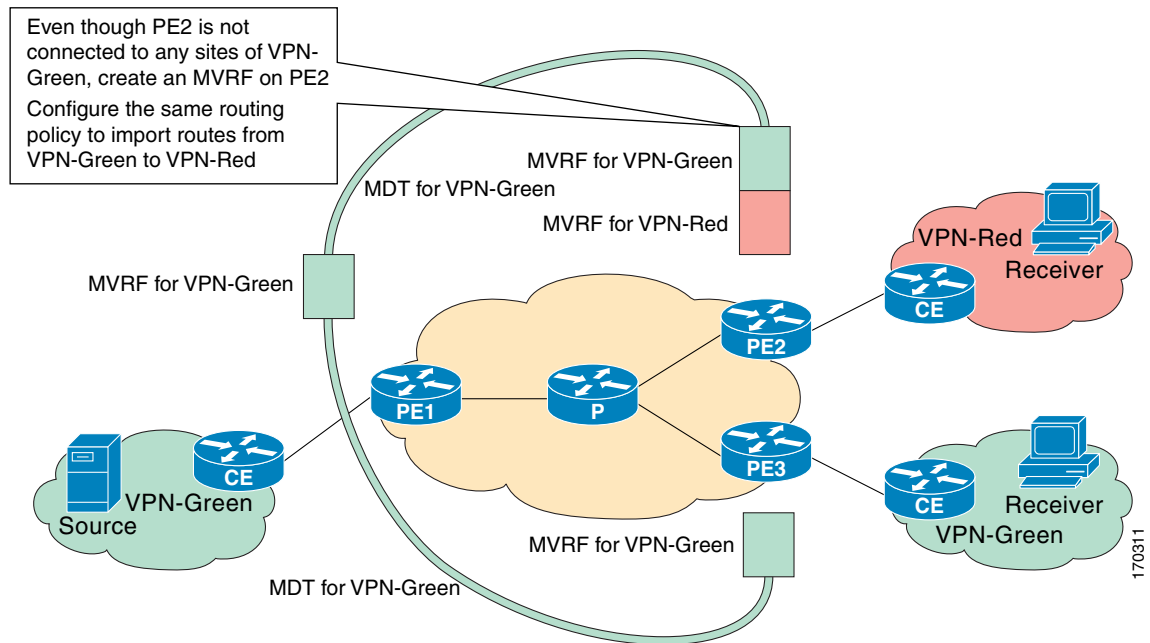 Even though PE2 is not
connected to any sites of VPN-
Green, create an MVRF on PE2
Configure the same routing
policy to import routes from
VPN-Green to VPN-Red
MVRF for VPN-Green
MDT for VPN-Green
MVRF for VPN-Red
VPN-Red
Receiver
MVRF for VPN-Green
CE
PE2
PE1
P
CE
VPN-Green
Source
PE3
CE
Receiver
VPN-Green
MVRF for VPN-Green
MDT for VPN-Green
170311